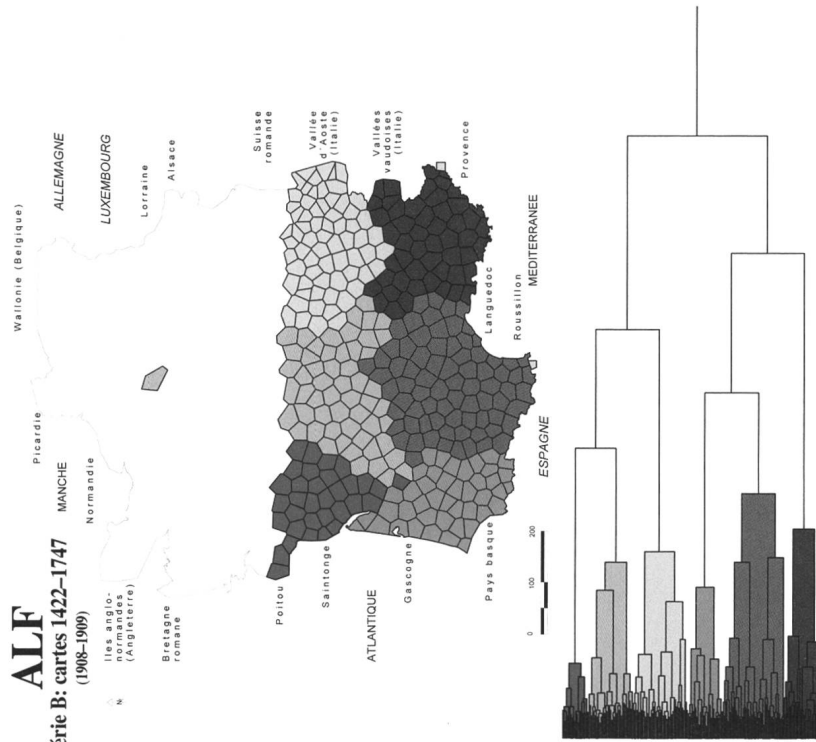 ALF
érie B: cartes 1422–1747
(1908–1909)
N
Iles anglo-
normandes
(Angleterre)
Bretagne
romane
MANCHE
Normandie
Picardie
Wallonie (Belgique)
ALLEMAGNE
LUXEMBOURG
Lorraine
Alsace
Suisse
romande
Vallée
d'Aoste
(Italie)
Vallées
vaudoises
(Italie)
Provence
MEDITERRANEE
Languedoc
Roussillon
ESPAGNE
Poitou
Saintonge
ATLANTIQUE
Gascogne
Pays basque
0 100 200